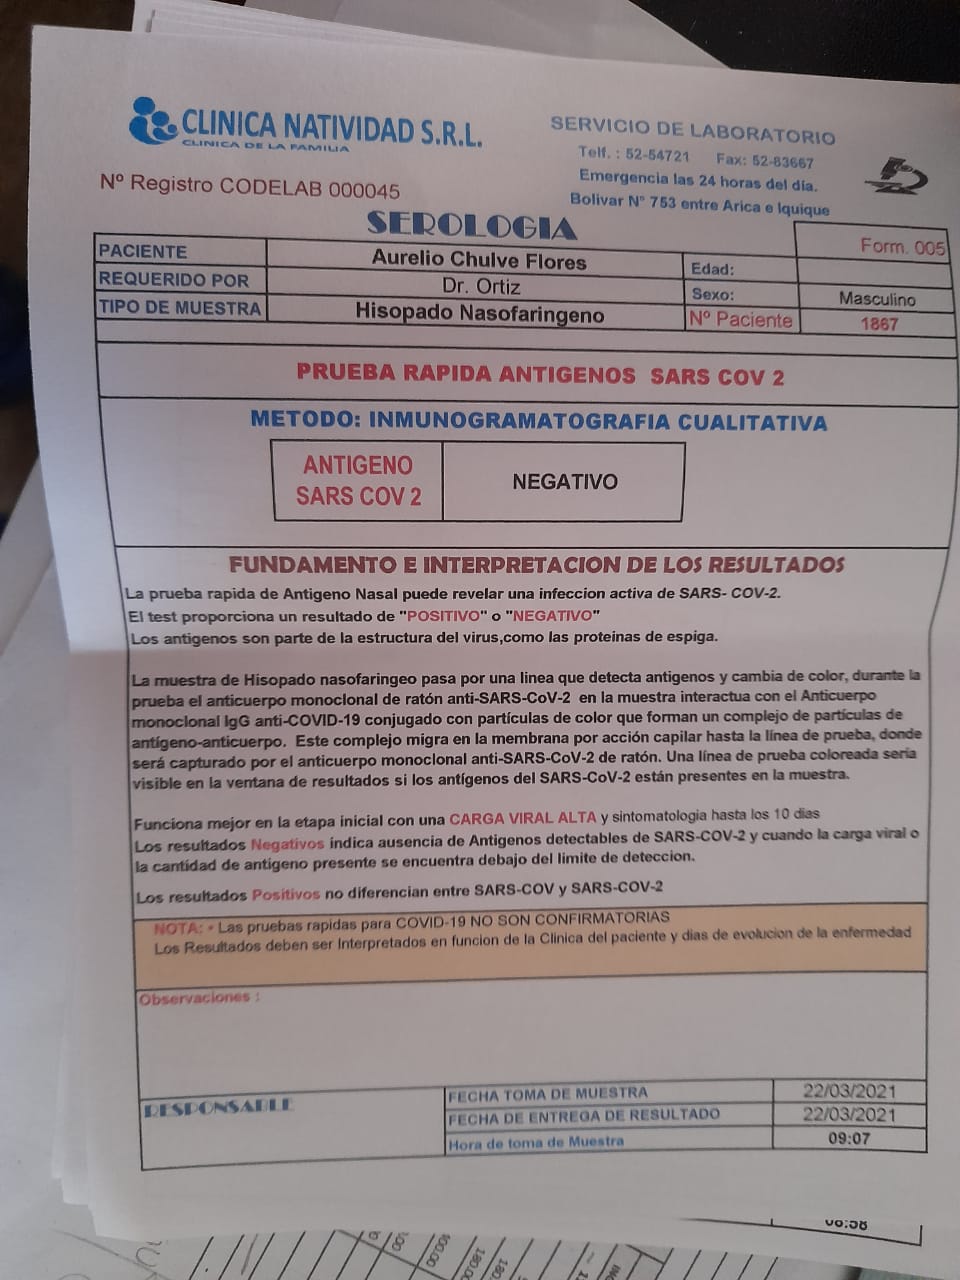 CLINICA NATIVIDAD S.R.L.
CLINICA DE LA FAMILIA
SERVICIO DE LABORATORIO
Telf. : 52-54721 Fax: 52-83667
Emergencia las 24 horas del día.
Bolivar N° 753 entre Arica e Iquique
Nº Registro CODELAB 000045
SEROLOGIA
Form. 005
PACIENTE Aurelio Chulve Flores Edad:
REQUERIDO POR Dr. Ortiz Sexo: Masculino
TIPO DE MUESTRA Hisopado Nasofaringeno Nº Paciente 1867
PRUEBA RAPIDA ANTIGENOS SARS COV 2
METODO: INMUNOGRAMATOGRAFIA CUALITATIVA
ANTIGENO
SARS COV 2
NEGATIVO
FUNDAMENTO E INTERPRETACION DE LOS RESULTADOS
La prueba rapida de Antigeno Nasal puede revelar una infeccion activa de SARS- COV-2.
El test proporciona un resultado de "POSITIVO" o "NEGATIVO"
Los antigenos son parte de la estructura del virus,como las proteinas de espiga.
La muestra de Hisopado nasofaringeo pasa por una linea que detecta antigenos y cambia de color, durante la
prueba el anticuerpo monoclonal de ratón anti-SARS-CoV-2 en la muestra interactua con el Anticuerpo
monoclonal IgG anti-COVID-19 conjugado con partículas de color que forman un complejo de partículas de
antígeno-anticuerpo. Este complejo migra en la membrana por acción capilar hasta la línea de prueba, donde
será capturado por el anticuerpo monoclonal anti-SARS-CoV-2 de ratón. Una línea de prueba coloreada sería
visible en la ventana de resultados si los antígenos del SARS-CoV-2 están presentes en la muestra.
Funciona mejor en la etapa inicial con una CARGA VIRAL ALTA y sintomatologia hasta los 10 dias
Los resultados Negativos indica ausencia de Antigenos detectables de SARS-COV-2 y cuando la carga viral o
la cantidad de antigeno presente se encuentra debajo del limite de deteccion.
Los resultados Positivos no diferencian entre SARS-COV y SARS-COV-2
NOTA: • Las pruebas rapidas para COVID-19 NO SON CONFIRMATORIAS
Los Resultados deben ser Interpretados en funcion de la Clinica del paciente y dias de evolucion de la enfermedad
Observaciones :
RESPONSABLE
FECHA TOMA DE MUESTRA 22/03/2021
FECHA DE ENTREGA DE RESULTADO 22/03/2021
Hora de toma de Muestra 09:07
08:58